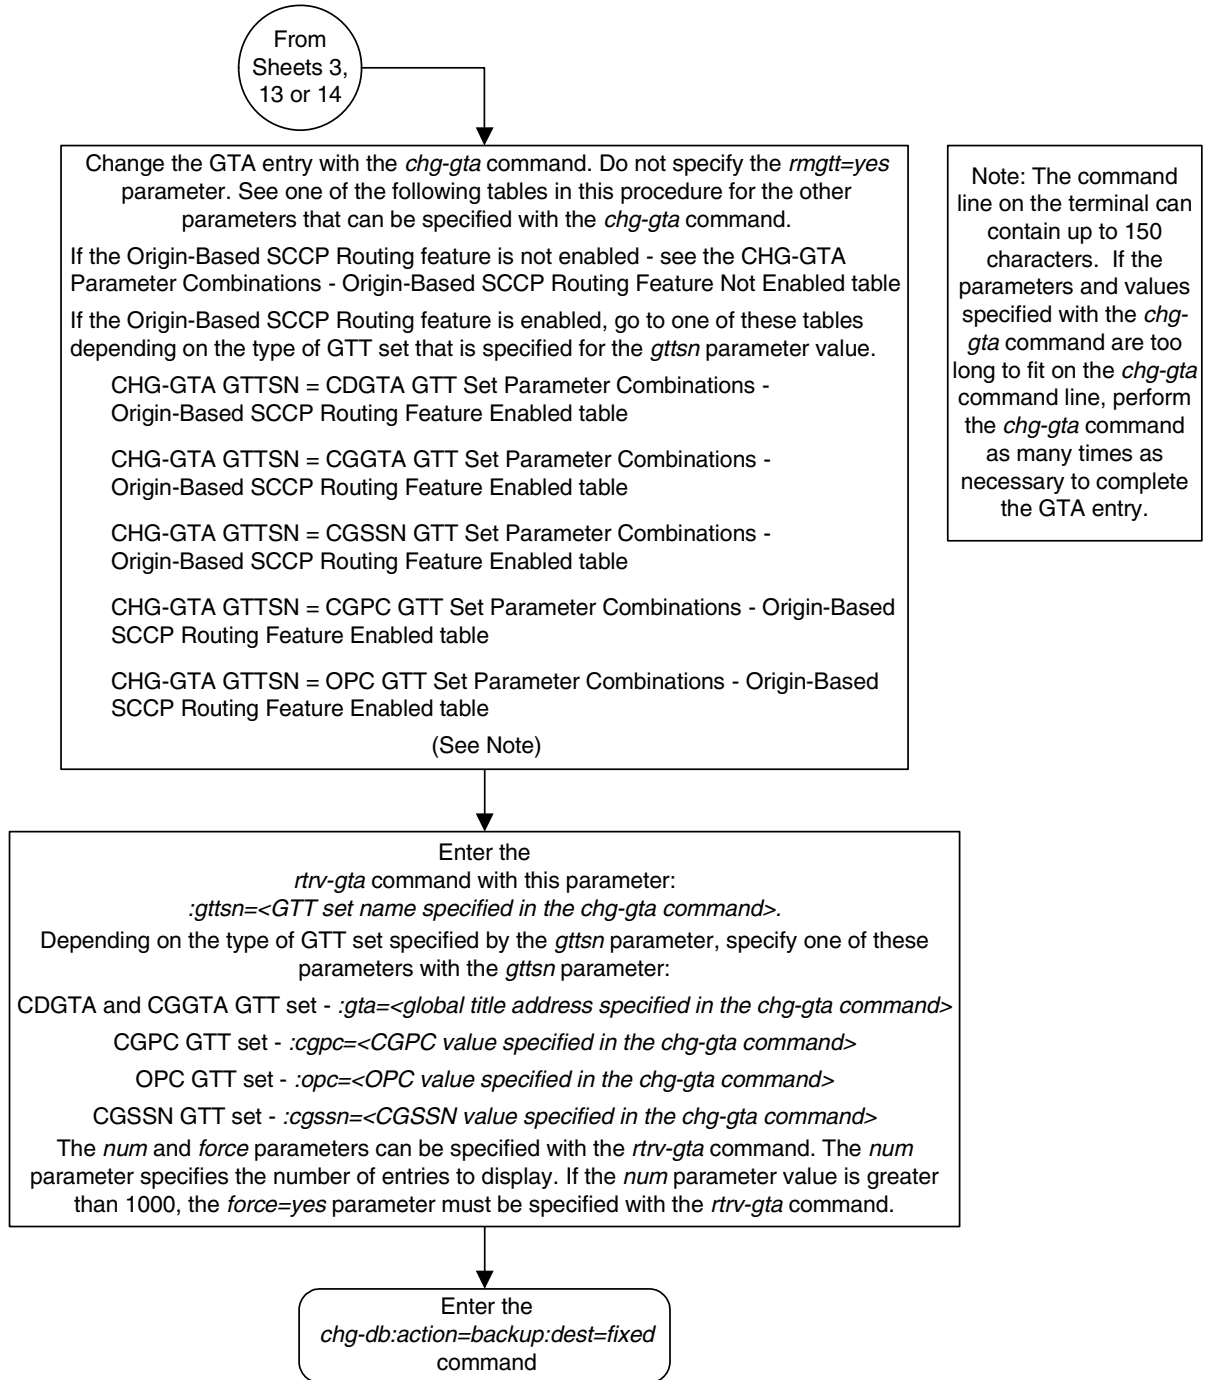 From
Sheets 3,
13 or 14
Change the GTA entry with the chg-gta command. Do not specify the rmgtt=yes
parameter. See one of the following tables in this procedure for the other
parameters that can be specified with the chg-gta command.
If the Origin-Based SCCP Routing feature is not enabled - see the CHG-GTA
Parameter Combinations - Origin-Based SCCP Routing Feature Not Enabled table
If the Origin-Based SCCP Routing feature is enabled, go to one of these tables
depending on the type of GTT set that is specified for the gttsn parameter value.
CHG-GTA GTTSN = CDGTA GTT Set Parameter Combinations -
Origin-Based SCCP Routing Feature Enabled table
CHG-GTA GTTSN = CGGTA GTT Set Parameter Combinations -
Origin-Based SCCP Routing Feature Enabled table
CHG-GTA GTTSN = CGSSN GTT Set Parameter Combinations -
Origin-Based SCCP Routing Feature Enabled table
CHG-GTA GTTSN = CGPC GTT Set Parameter Combinations - Origin-Based
SCCP Routing Feature Enabled table
CHG-GTA GTTSN = OPC GTT Set Parameter Combinations - Origin-Based
SCCP Routing Feature Enabled table
(See Note)
Note: The command
line on the terminal can
contain up to 150
characters. If the
parameters and values
specified with the chg-
gta command are too
long to fit on the chg-gta
command line, perform
the chg-gta command
as many times as
necessary to complete
the GTA entry.
Enter the
rtrv-gta command with this parameter:
:gttsn=<GTT set name specified in the chg-gta command>.
Depending on the type of GTT set specified by the gttsn parameter, specify one of these
parameters with the gttsn parameter:
CDGTA and CGGTA GTT set - :gta=<global title address specified in the chg-gta command>
CGPC GTT set - :cgpc=<CGPC value specified in the chg-gta command>
OPC GTT set - :opc=<OPC value specified in the chg-gta command>
CGSSN GTT set - :cgssn=<CGSSN value specified in the chg-gta command>
The num and force parameters can be specified with the rtrv-gta command. The num
parameter specifies the number of entries to display. If the num parameter value is greater
than 1000, the force=yes parameter must be specified with the rtrv-gta command.
Enter the
chg-db:action=backup:dest=fixed
command